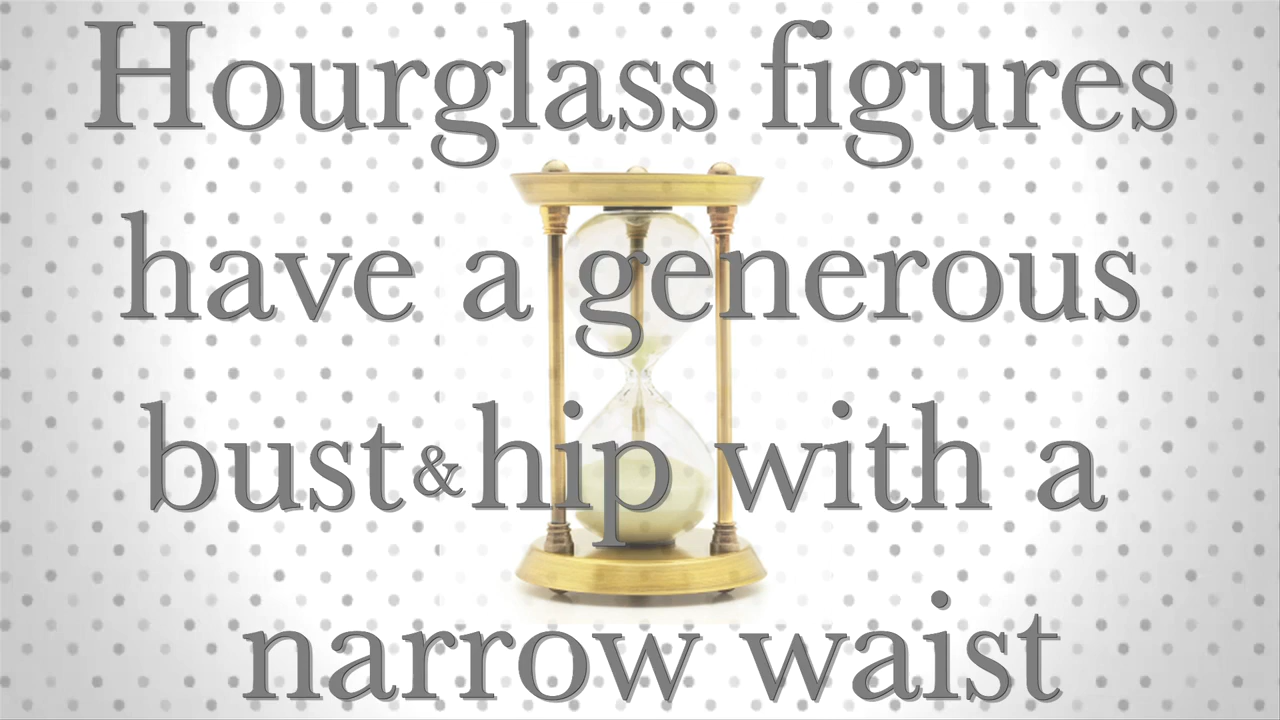 Hourglass figures
have a generous
bust & hip with a
narrow waist